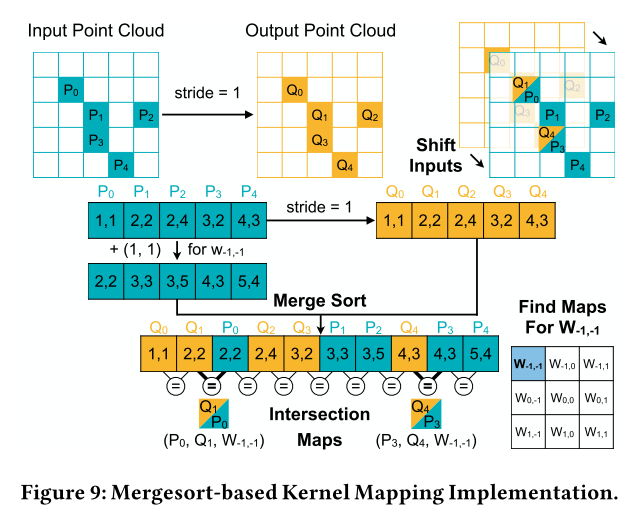 Input Point Cloud
Output Point Cloud
P0
P1
P2
P3
P4
stride = 1
Q0
Q1
Q2
Q3
Q4
Q0
Q1
P0
Q2
Q3
P1
P2
Q4
P3
P4
Shift
Inputs
P0 P1 P2 P3 P4
1,1 2,2 2,4 3,2 4,3
stride = 1
Q0 Q1 Q2 Q3 Q4
1,1 2,2 2,4 3,2 4,3
+ (1, 1) for w-1,-1
2,2 3,3 3,5 4,3 5,4
Merge Sort
Q0 Q1 P0 Q2 Q3 P1 P2 Q4 P3 P4
1,1 2,2 2,2 2,4 3,2 3,3 3,5 4,3 4,3 5,4
= = = = = = = = =
Q1
P0
(P0, Q1, W-1,-1)
Intersection
Maps
Q4
P3
(P3, Q4, W-1,-1)
Find Maps
For W-1,-1
W-1,-1 W-1,0 W-1,1
W0,-1 W0,0 W0,1
W1,-1 W1,0 W1,1
Figure 9: Mergesort-based Kernel Mapping Implementation.